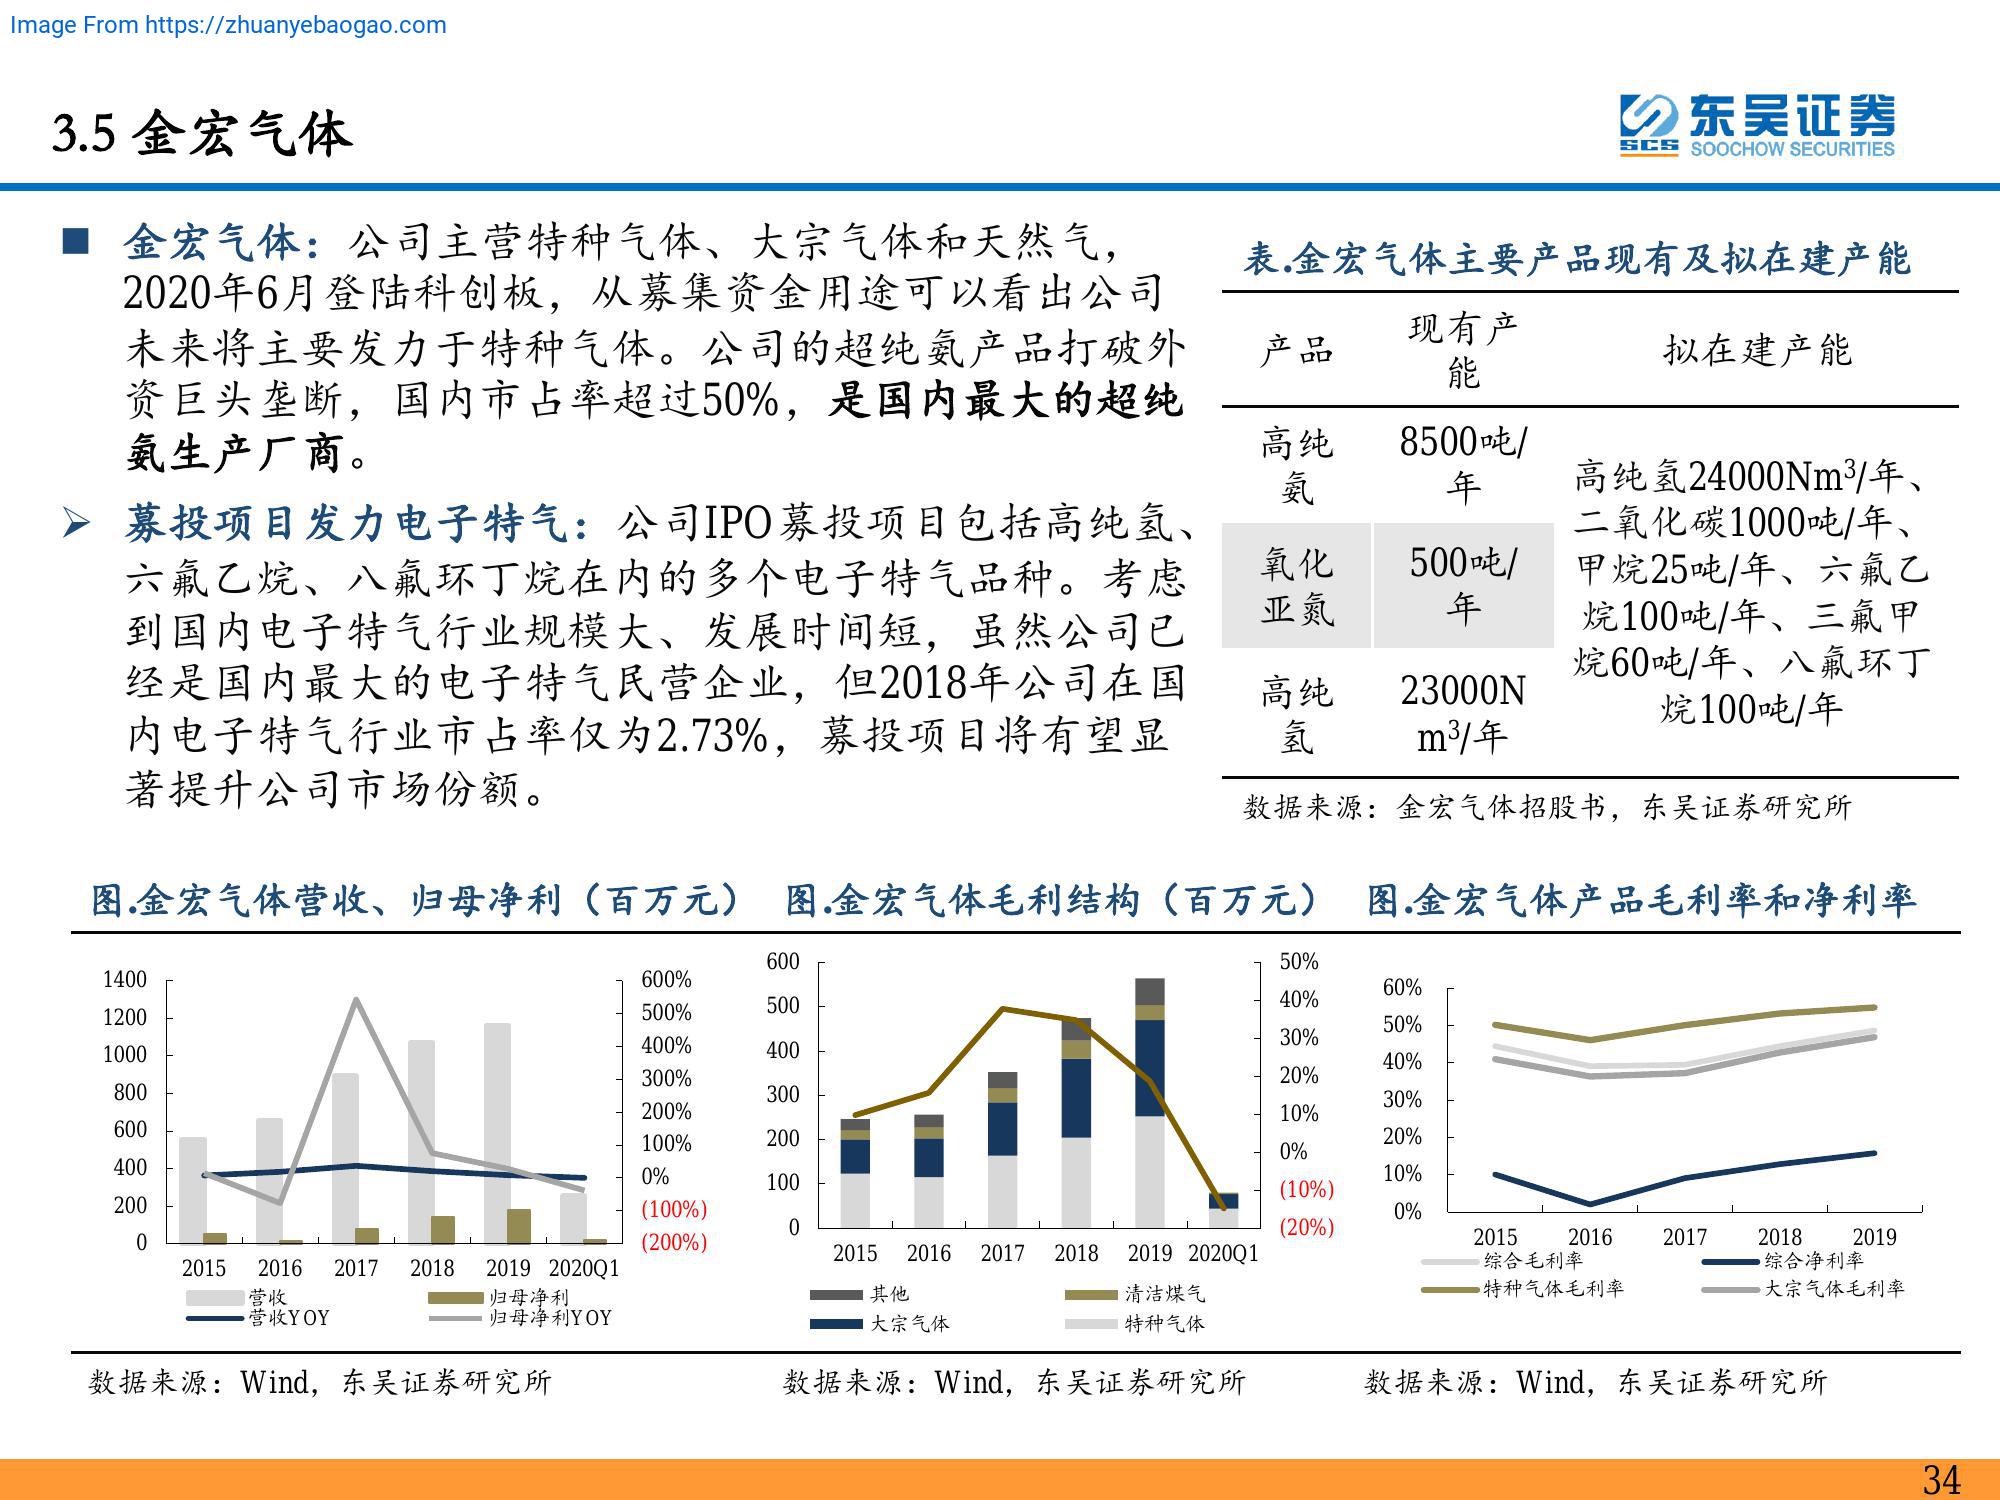 Image From https://zhuanyebaogao.com
3.5 金宏气体
东吴证券
SCS SOOCHOW SECURITIES
■ 金宏气体：公司主营特种气体、大宗气体和天然气，
2020年6月登陆科创板，从募集资金用途可以看出公司
未来将主要发力于特种气体。公司的超纯氨产品打破外
资巨头垄断，国内市占率超过50%，是国内最大的超纯
氨生产厂商。
➢ 募投项目发力电子特气：公司IPO募投项目包括高纯氢、
六氟乙烷、八氟环丁烷在内的多个电子特气品种。考虑
到国内电子特气行业规模大、发展时间短，虽然公司已
经是国内最大的电子特气民营企业，但2018年公司在国
内电子特气行业市占率仅为2.73%，募投项目将有望显
著提升公司市场份额。
表.金宏气体主要产品现有及拟在建产能
产品 现有产 拟在建产能
能
高纯 8500吨/
氨 年
氧化 500吨/
亚氮 年
高纯 23000N
氢 m³/年
高纯氢24000Nm³/年、
二氧化碳1000吨/年、
甲烷25吨/年、六氟乙
烷100吨/年、三氟甲
烷60吨/年、八氟环丁
烷100吨/年
数据来源：金宏气体招股书，东吴证券研究所
图.金宏气体营收、归母净利（百万元）
1400
1200
1000
800
600
400
200
0
600%
500%
400%
300%
200%
100%
0%
(100%)
(200%)
2015 2016 2017 2018 2019 2020Q1
营收 归母净利
营收YOY 归母净利YOY
数据来源：Wind，东吴证券研究所
图.金宏气体毛利结构（百万元）
600
500
400
300
200
100
0
50%
40%
30%
20%
10%
0%
(10%)
(20%)
2015 2016 2017 2018 2019 2020Q1
其他 清洁煤气
大宗气体 特种气体
数据来源：Wind，东吴证券研究所
图.金宏气体产品毛利率和净利率
60%
50%
40%
30%
20%
10%
0%
2015 2016 2017 2018 2019
综合毛利率 综合净利率
特种气体毛利率 大宗气体毛利率
数据来源：Wind，东吴证券研究所
34